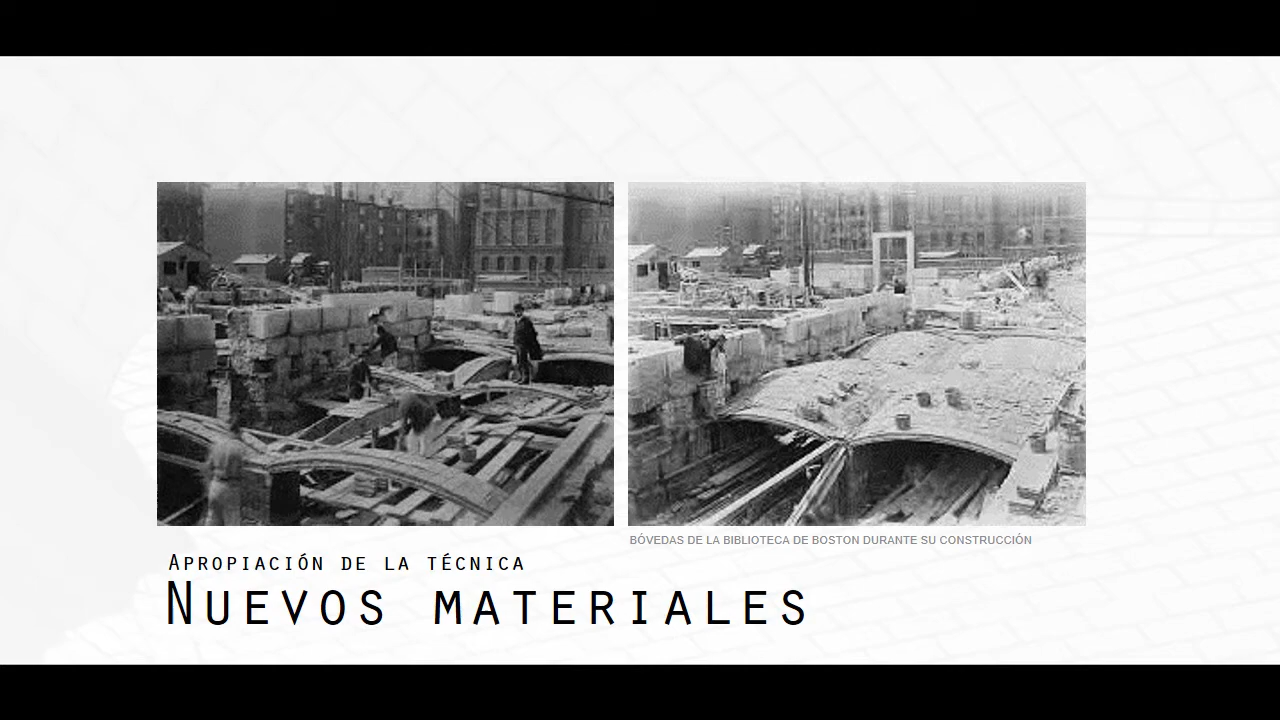 BÓVEDAS DE LA BIBLIOTECA DE BOSTON DURANTE SU CONSTRUCCIÓN
APROPIACIÓN DE LA TÉCNICA
NUEVOS MATERIALES